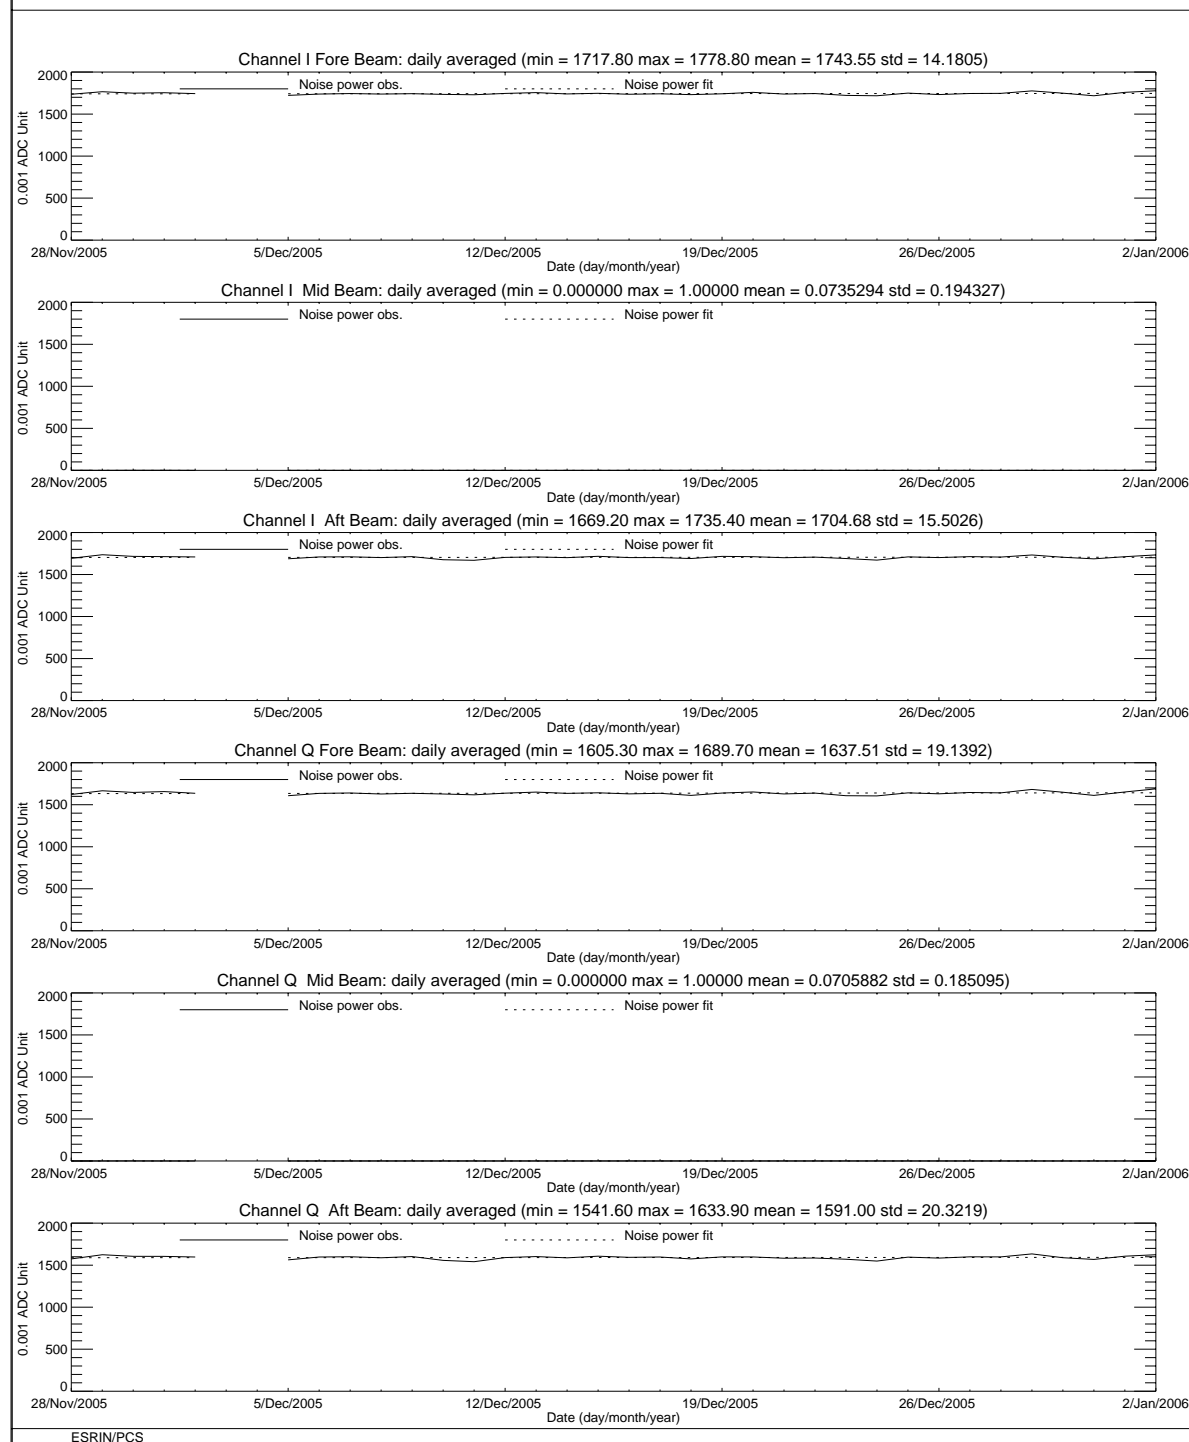 Channel I Fore Beam: daily averaged (min = 1717.80 max = 1778.80 mean = 1743.55 std = 14.1805)
2000
Noise power obs.
Noise power fit
1500
1000
500
0
0.001 ADC Unit
28/Nov/2005 5/Dec/2005 12/Dec/2005 19/Dec/2005 26/Dec/2005 2/Jan/2006
Date (day/month/year)
Channel I Mid Beam: daily averaged (min = 0.000000 max = 1.00000 mean = 0.0735294 std = 0.194327)
2000
Noise power obs.
Noise power fit
1500
1000
500
0
0.001 ADC Unit
28/Nov/2005 5/Dec/2005 12/Dec/2005 19/Dec/2005 26/Dec/2005 2/Jan/2006
Date (day/month/year)
Channel I Aft Beam: daily averaged (min = 1669.20 max = 1735.40 mean = 1704.68 std = 15.5026)
2000
Noise power obs.
Noise power fit
1500
1000
500
0
0.001 ADC Unit
28/Nov/2005 5/Dec/2005 12/Dec/2005 19/Dec/2005 26/Dec/2005 2/Jan/2006
Date (day/month/year)
Channel Q Fore Beam: daily averaged (min = 1605.30 max = 1689.70 mean = 1637.51 std = 19.1392)
2000
Noise power obs.
Noise power fit
1500
1000
500
0
0.001 ADC Unit
28/Nov/2005 5/Dec/2005 12/Dec/2005 19/Dec/2005 26/Dec/2005 2/Jan/2006
Date (day/month/year)
Channel Q Mid Beam: daily averaged (min = 0.000000 max = 1.00000 mean = 0.0705882 std = 0.185095)
2000
Noise power obs.
Noise power fit
1500
1000
500
0
0.001 ADC Unit
28/Nov/2005 5/Dec/2005 12/Dec/2005 19/Dec/2005 26/Dec/2005 2/Jan/2006
Date (day/month/year)
Channel Q Aft Beam: daily averaged (min = 1541.60 max = 1633.90 mean = 1591.00 std = 20.3219)
2000
Noise power obs.
Noise power fit
1500
1000
500
0
0.001 ADC Unit
28/Nov/2005 5/Dec/2005 12/Dec/2005 19/Dec/2005 26/Dec/2005 2/Jan/2006
Date (day/month/year)
ESRIN/PCS